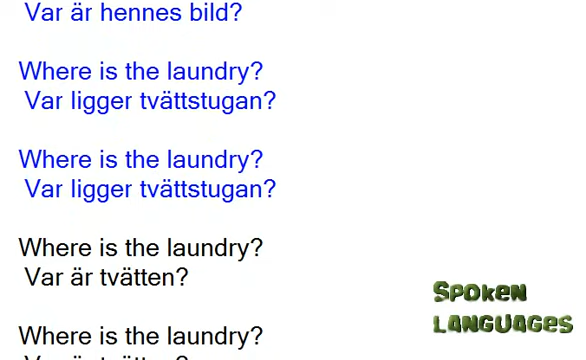 Var är hennes bild?
Where is the laundry?
Var ligger tvättstugan?
Where is the laundry?
Var ligger tvättstugan?
Where is the laundry?
Var är tvätten?
Where is the laundry?
Spoken
Languages